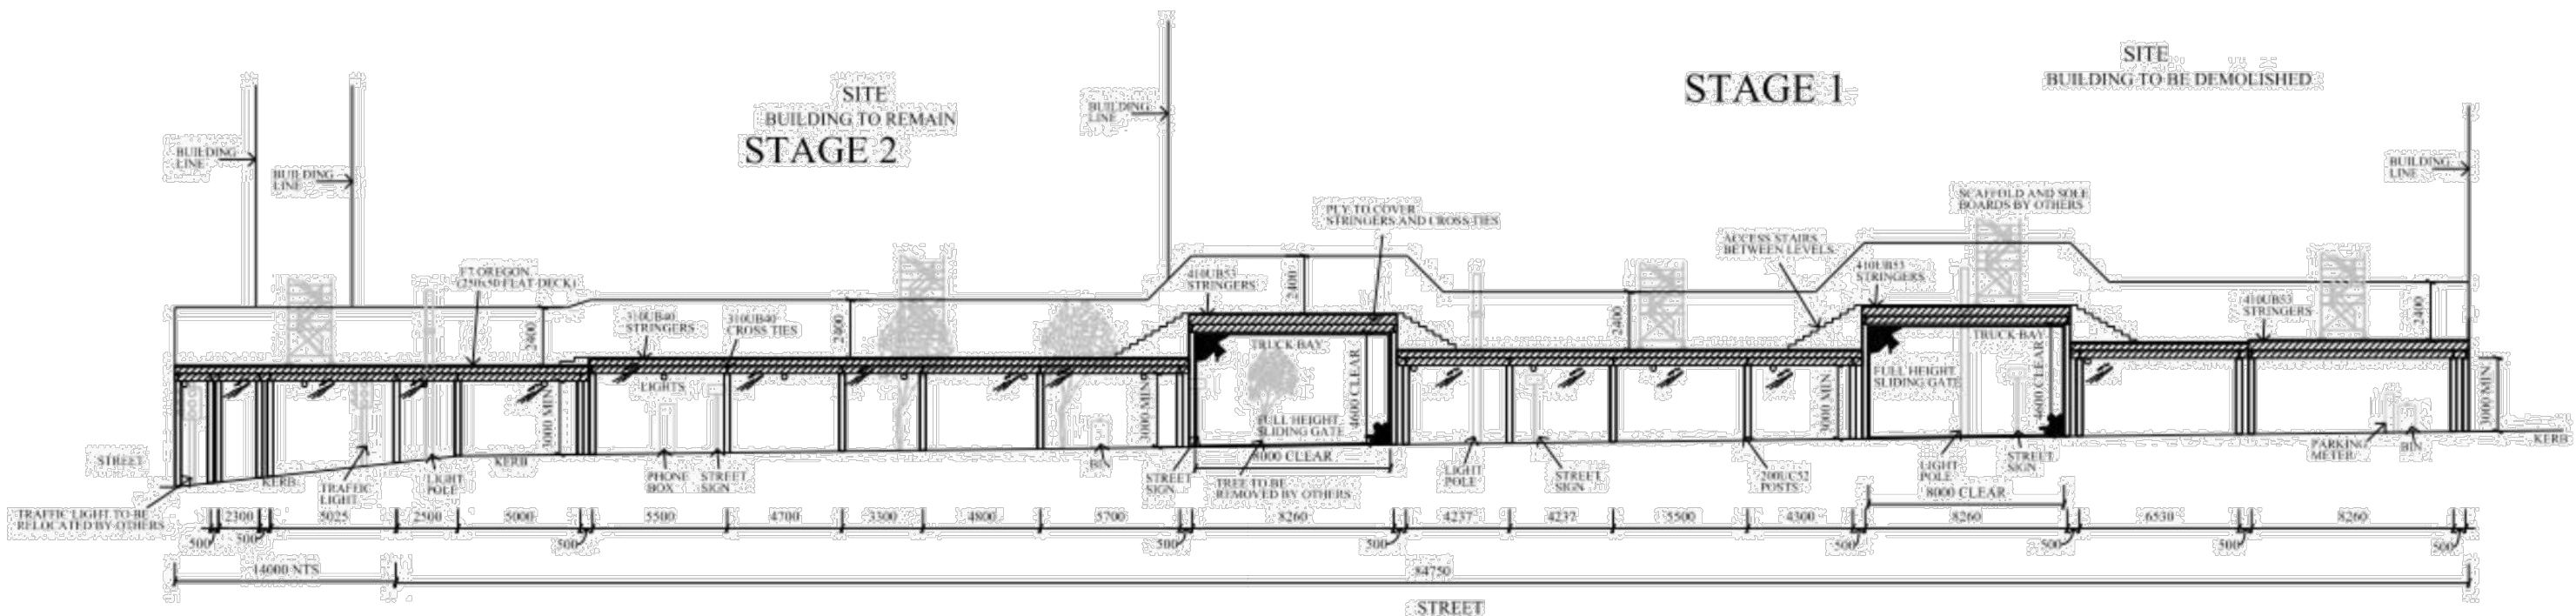 SITE
BUILDING TO BE DEMOLISHED
STAGE 1
SITE
BUILDING TO REMAIN
STAGE 2
BUILDING
LINE
BUILDING
LINE
BUILDING
LINE
BUILDING
LINE
SCAFFOLD AND SOLE
BOARDS BY OTHERS
PLY TO COVER
STRINGERS AND CROSS TIES
ACCESS STAIRS
BETWEEN LEVELS
F7 OREGON
(250x50 FLAT DECK)
410UB53
STRINGERS
410UB53
STRINGERS
410UB53
STRINGERS
310UB40
STRINGERS
310UB40
CROSS TIES
2400
2400
2400
2400
2400
TRUCK BAY
TRUCK BAY
LIGHTS
3000 MIN
3000 MIN
4600 CLEAR
3000 MIN
4600 CLEAR
3000 MIN
FULL HEIGHT
SLIDING GATE
FULL HEIGHT
SLIDING GATE
8000 CLEAR
8000 CLEAR
STREET
KERB
KERB
KERB
TRAFFIC
LIGHT
LIGHT
POLE
PHONE
BOX
STREET
SIGN
BIN
STREET
SIGN
TREE TO BE
REMOVED BY OTHERS
LIGHT
POLE
STREET
SIGN
200UC52
POSTS
LIGHT
POLE
STREET
SIGN
PARKING
METER
BIN
TRAFFIC LIGHT TO BE
RELOCATED BY OTHERS
2300
5025
2500
5000
5500
4700
3300
4800
5700
8260
4237
4237
5500
4300
8260
6530
8260
500
500
500
500
500
500
500
500
500
14000 NTS
84750
STREET